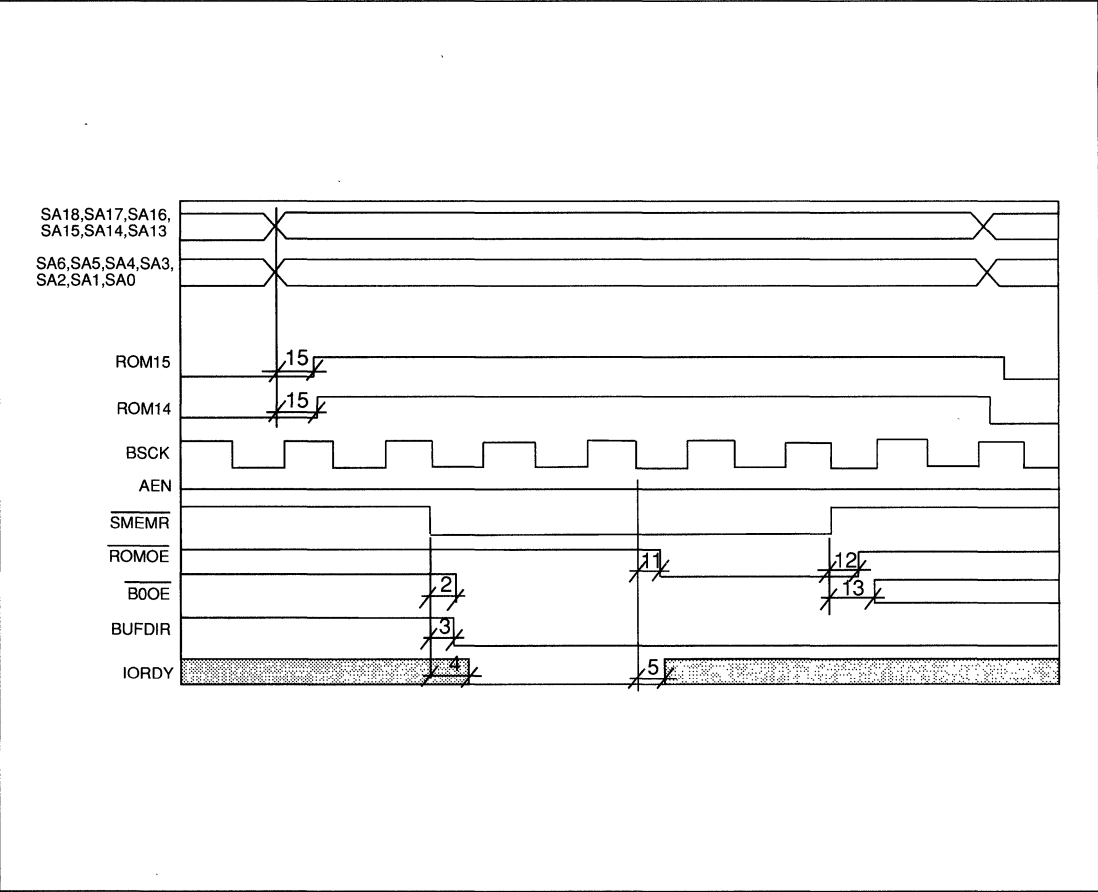 SA18,SA17,SA16,
SA15,SA14,SA13
SA6,SA5,SA4,SA3,
SA2,SA1,SA0
ROM15
15
ROM14
15
BSCK
AEN
SMEMR
ROMOE
11
12
B0OE
2
13
BUFDIR
3
IORDY
4
5